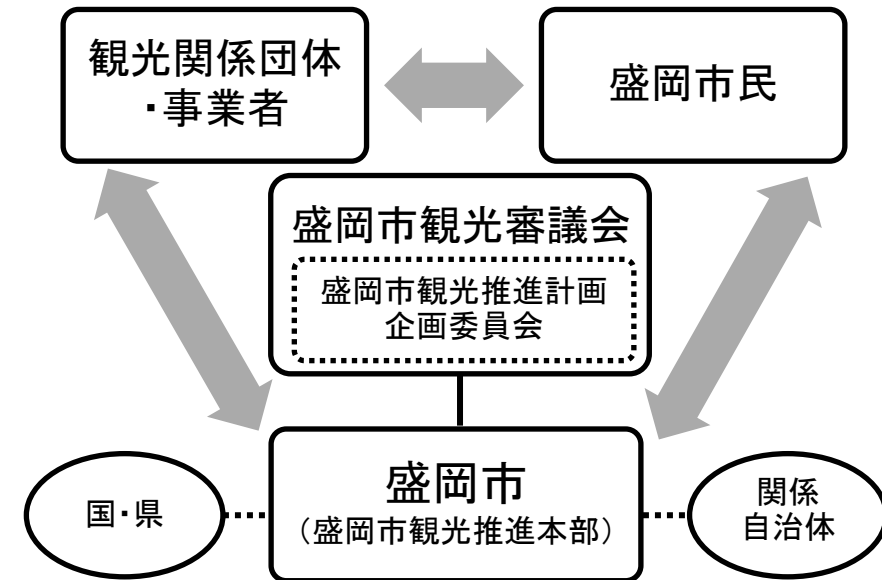 観光関係団体
・事業者
盛岡市民
盛岡市観光審議会
盛岡市観光推進計画
企画委員会
国・県
盛岡市
（盛岡市観光推進本部）
関係
自治体